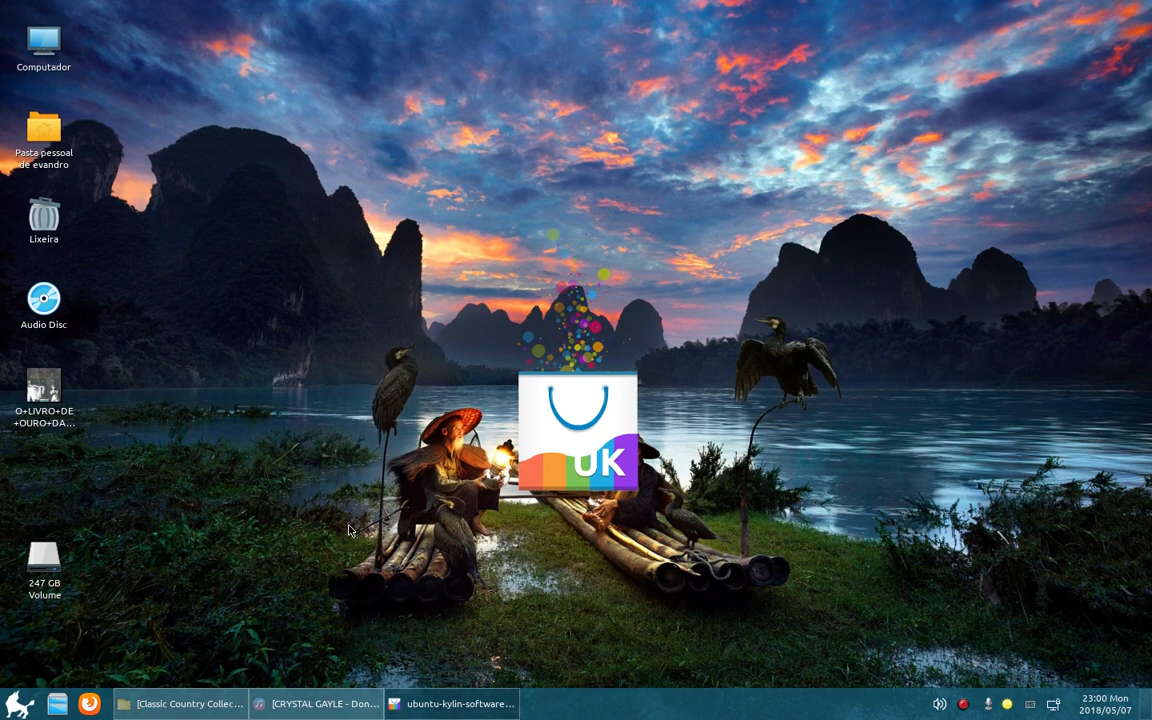 Computador
Pasta pessoal
de evandro
Lixeira
Audio Disc
O+LIVRO+DE
+OURO+DA...
247 GB
Volume
UK
[Classic Country Collec...
[CRYSTAL GAYLE - Don...
ubuntu-kylin-software...
23:00 Mon
2018/05/07